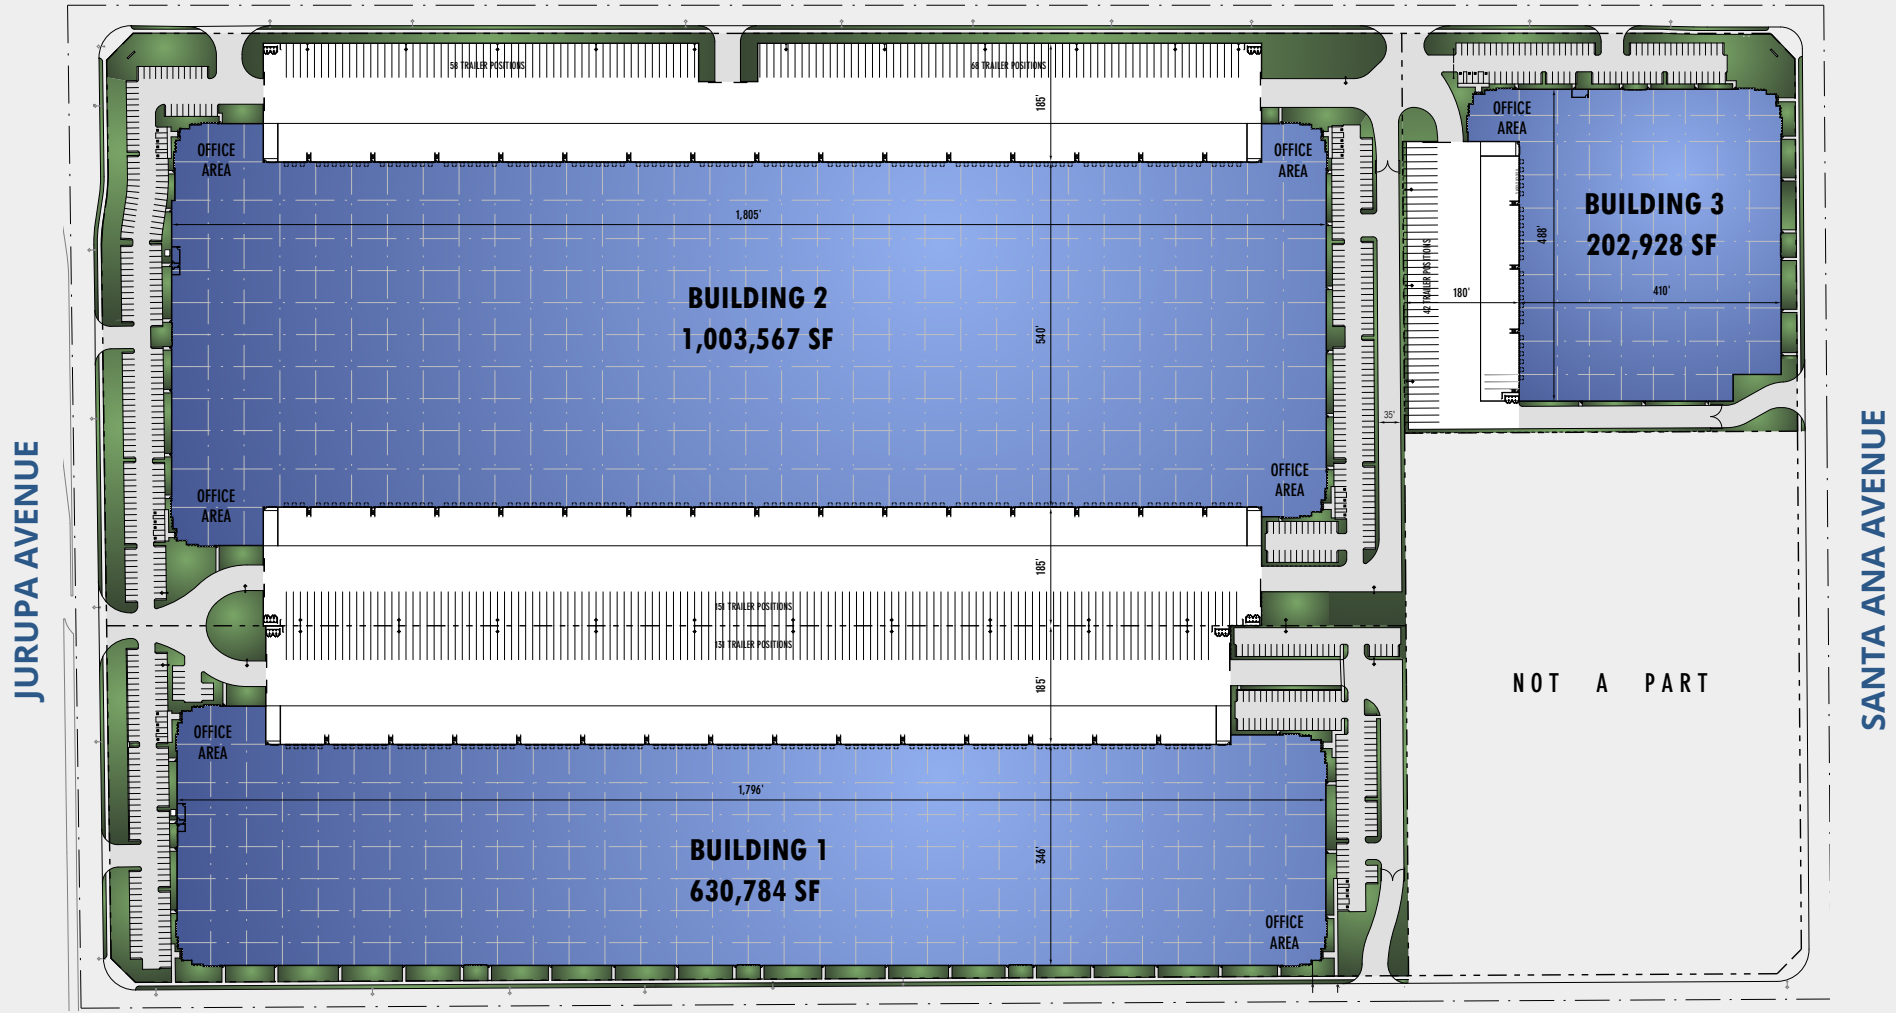 58 TRAILER POSITIONS
68 TRAILER POSITIONS
185'
OFFICE
AREA
OFFICE
AREA
OFFICE
AREA
1,805'
BUILDING 3
202,928 SF
488'
42 TRAILER POSITIONS
180'
410'
BUILDING 2
1,003,567 SF
540'
35'
OFFICE
AREA
OFFICE
AREA
JURUPA AVENUE
SANTA ANA AVENUE
185'
151 TRAILER POSITIONS
131 TRAILER POSITIONS
185'
NOT A PART
OFFICE
AREA
1,796'
BUILDING 1
630,784 SF
346'
OFFICE
AREA